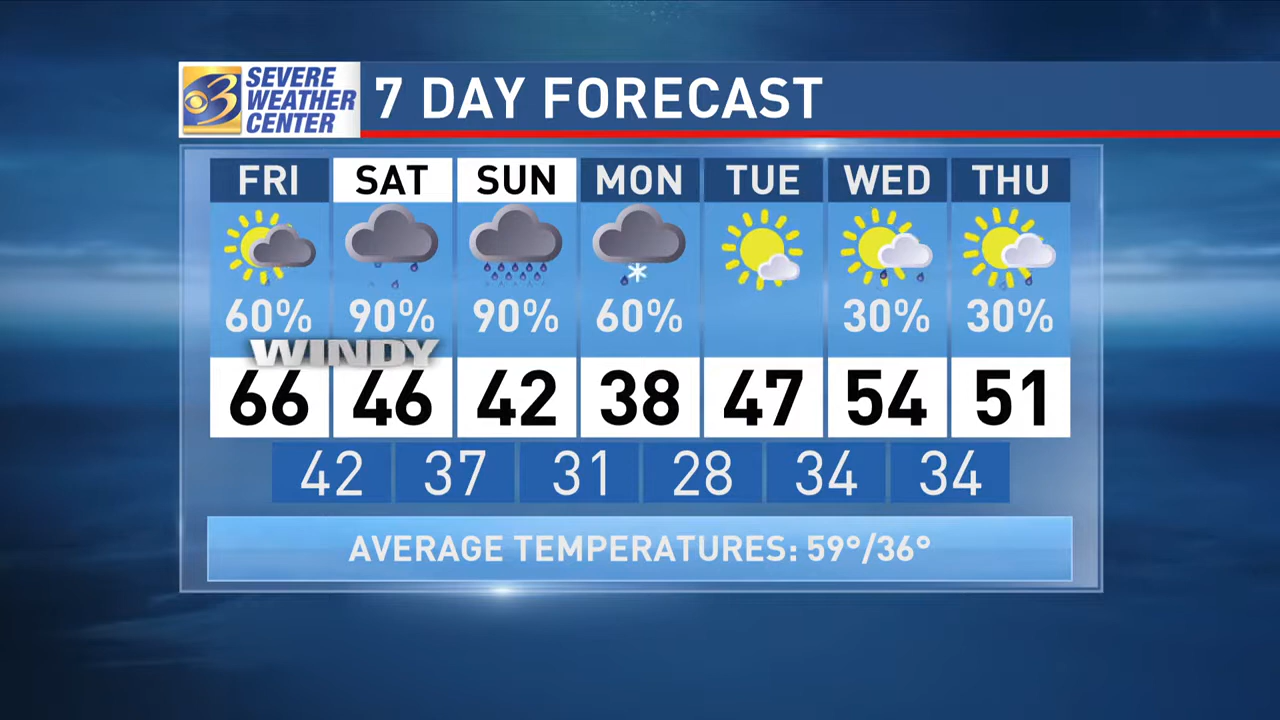 3
SEVERE
WEATHER
CENTER
7 DAY FORECAST
FRI SAT SUN MON TUE WED THU
60% 90% 90% 60% 30% 30%
WINDY
66 46 42 38 47 54 51
42 37 31 28 34 34
AVERAGE TEMPERATURES: 59°/36°